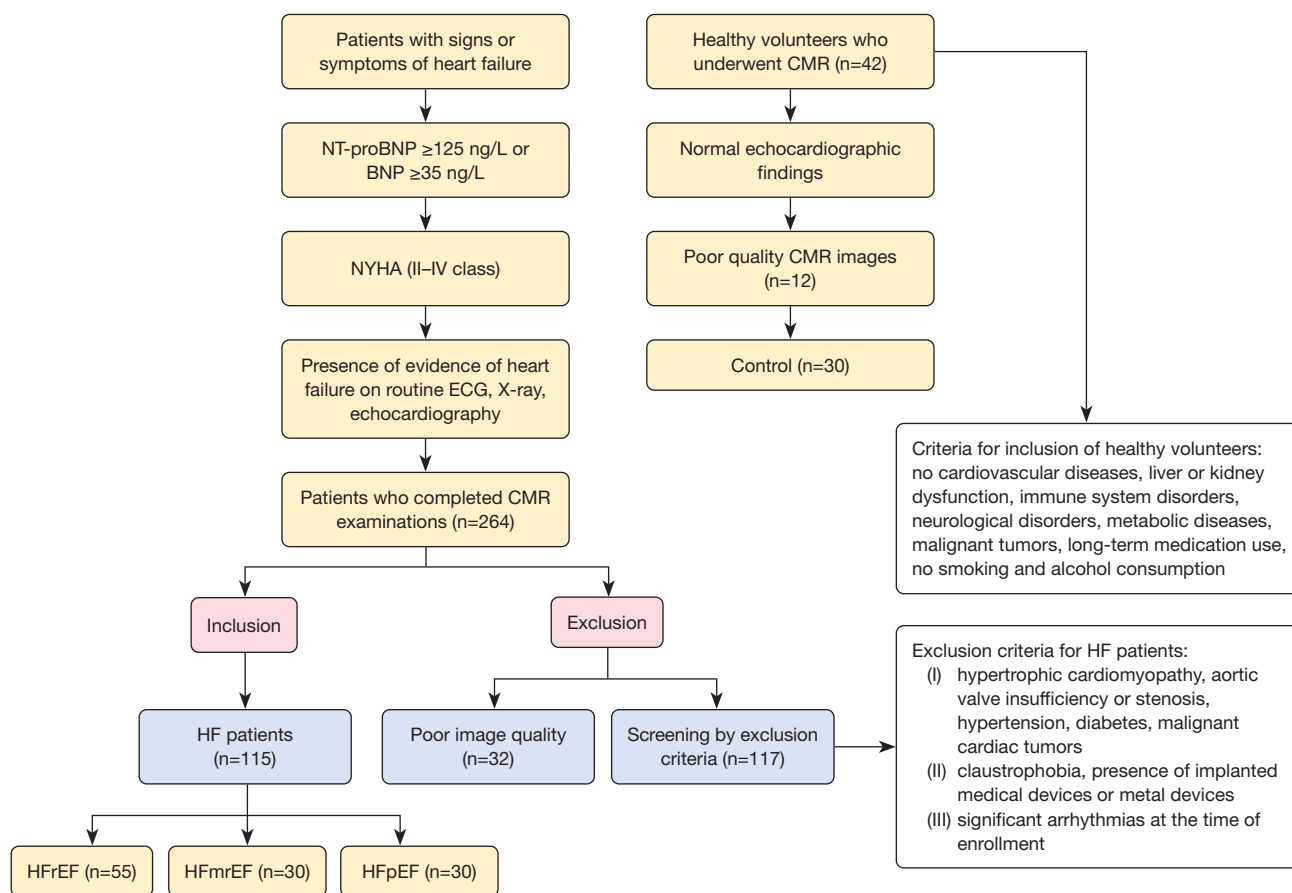 Patients with signs or
symptoms of heart failure
NT-proBNP ≥125 ng/L or
BNP ≥35 ng/L
NYHA (II–IV class)
Presence of evidence of heart
failure on routine ECG, X-ray,
echocardiography
Patients who completed CMR
examinations (n=264)
Inclusion
Exclusion
HF patients
(n=115)
Poor image quality
(n=32)
Screening by exclusion
criteria (n=117)
HFrEF (n=55)
HFmrEF (n=30)
HFpEF (n=30)
Healthy volunteers who
underwent CMR (n=42)
Normal echocardiographic
findings
Poor quality CMR images
(n=12)
Control (n=30)
Criteria for inclusion of healthy volunteers:
no cardiovascular diseases, liver or kidney
dysfunction, immune system disorders,
neurological disorders, metabolic diseases,
malignant tumors, long-term medication use,
no smoking and alcohol consumption
Exclusion criteria for HF patients:
(I) hypertrophic cardiomyopathy, aortic
valve insufficiency or stenosis,
hypertension, diabetes, malignant
cardiac tumors
(II) claustrophobia, presence of implanted
medical devices or metal devices
(III) significant arrhythmias at the time of
enrollment